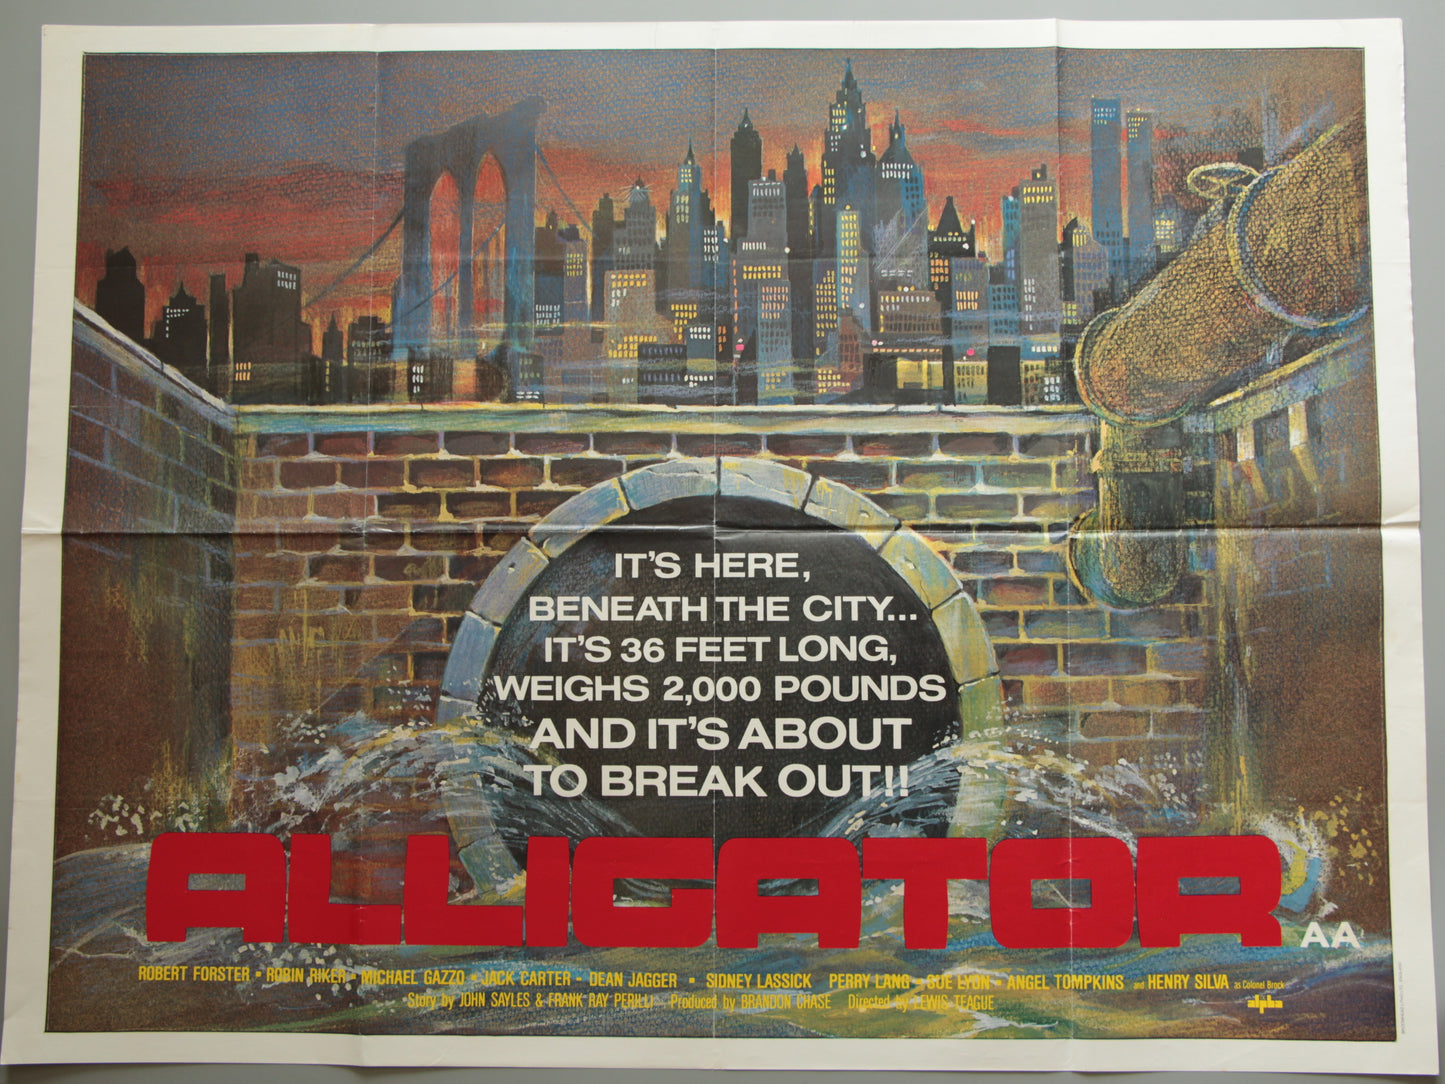 IT'S HERE,
BENEATH THE CITY...
IT'S 36 FEET LONG,
WEIGHS 2,000 POUNDS
AND IT'S ABOUT
TO BREAK OUT!!
ALLIGATOR
AA
ROBERT FORSTER • ROBIN RIKER • MICHAEL GAZZO • JACK CARTER • DEAN JAGGER • SIDNEY LASSICK PERRY LANG • SUE LYON • ANGEL TOMPKINS and HENRY SILVA as Colonel Brock
Story by JOHN SAYLES & FRANK RAY PERILLI Produced by BRANDON CHASE Directed by LEWIS TEAGUE
alpha